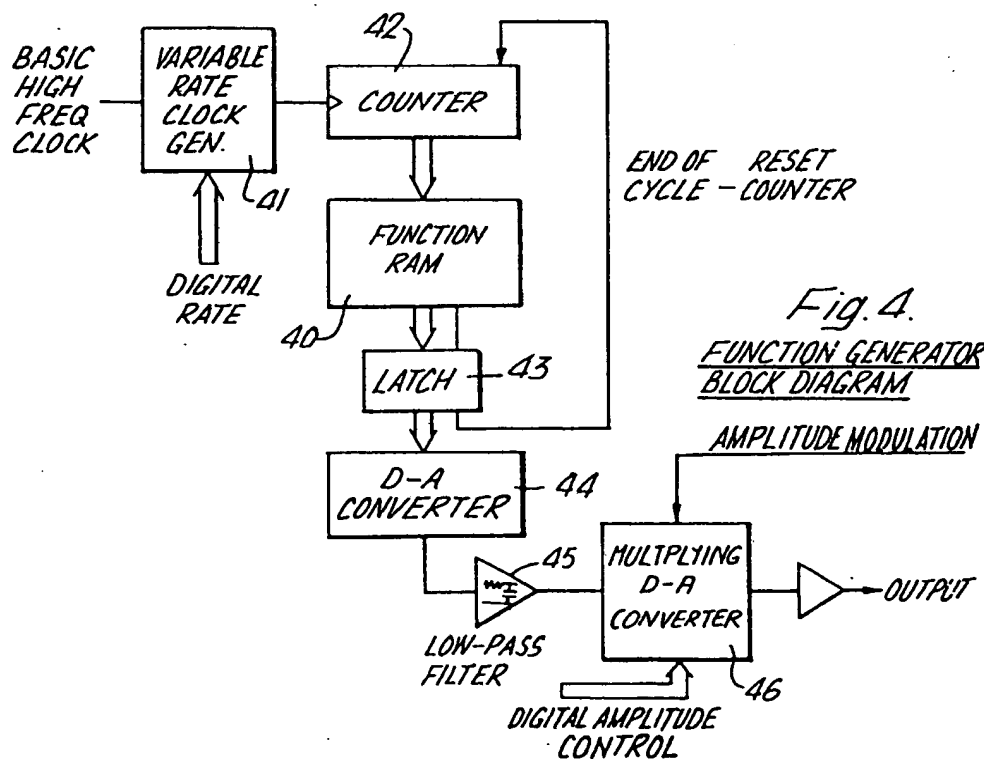 BASIC
HIGH
FREQ
CLOCK
VARIABLE
RATE
CLOCK
GEN.
41
DIGITAL
RATE
42
COUNTER
END OF RESET
CYCLE - COUNTER
FUNCTION
RAM
40
LATCH
43
D-A
CONVERTER
44
45
LOW-PASS
FILTER
Fig. 4.
FUNCTION GENERATOR
BLOCK DIAGRAM
AMPLITUDE MODULATION
MULTPLYING
D-A
CONVERTER
46
OUTPUT
DIGITAL AMPLITUDE
CONTROL